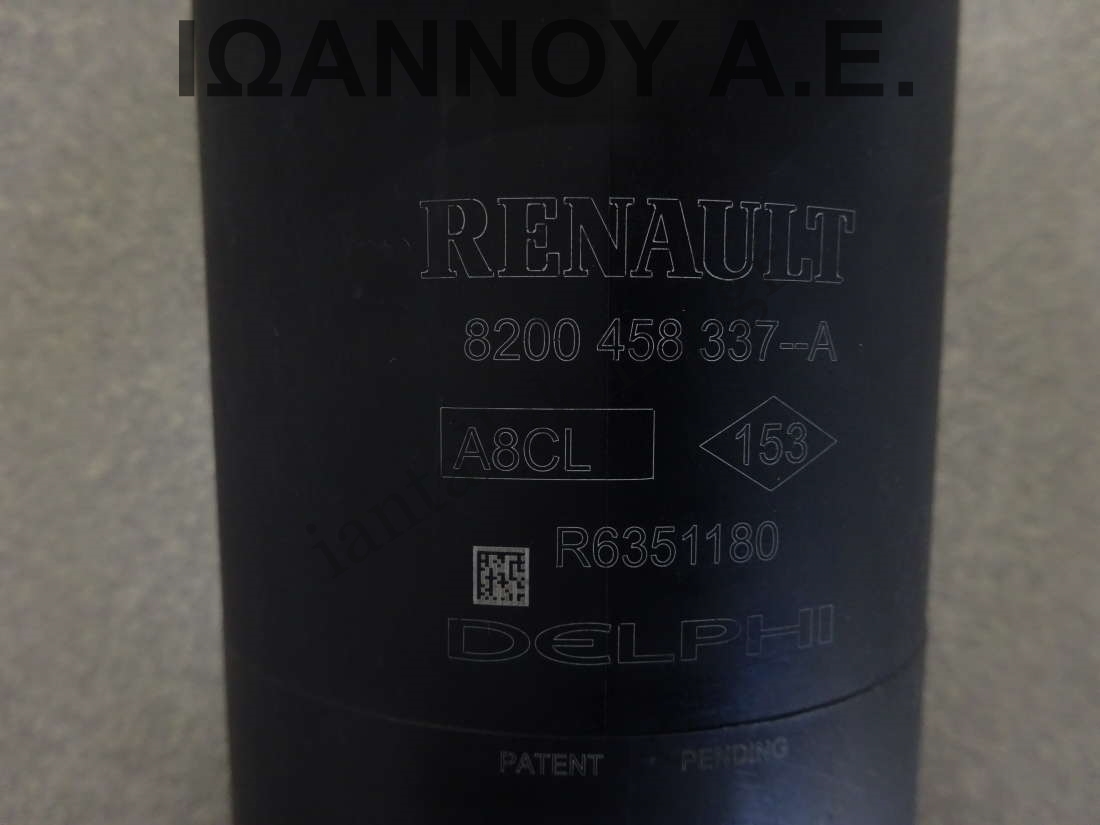 ΙΩΑΝΝΟΥ Α.Ε.
RENAULT
8200 458 337--A
A8CL
153
R6351180
DELPHI
PATENT PENDING